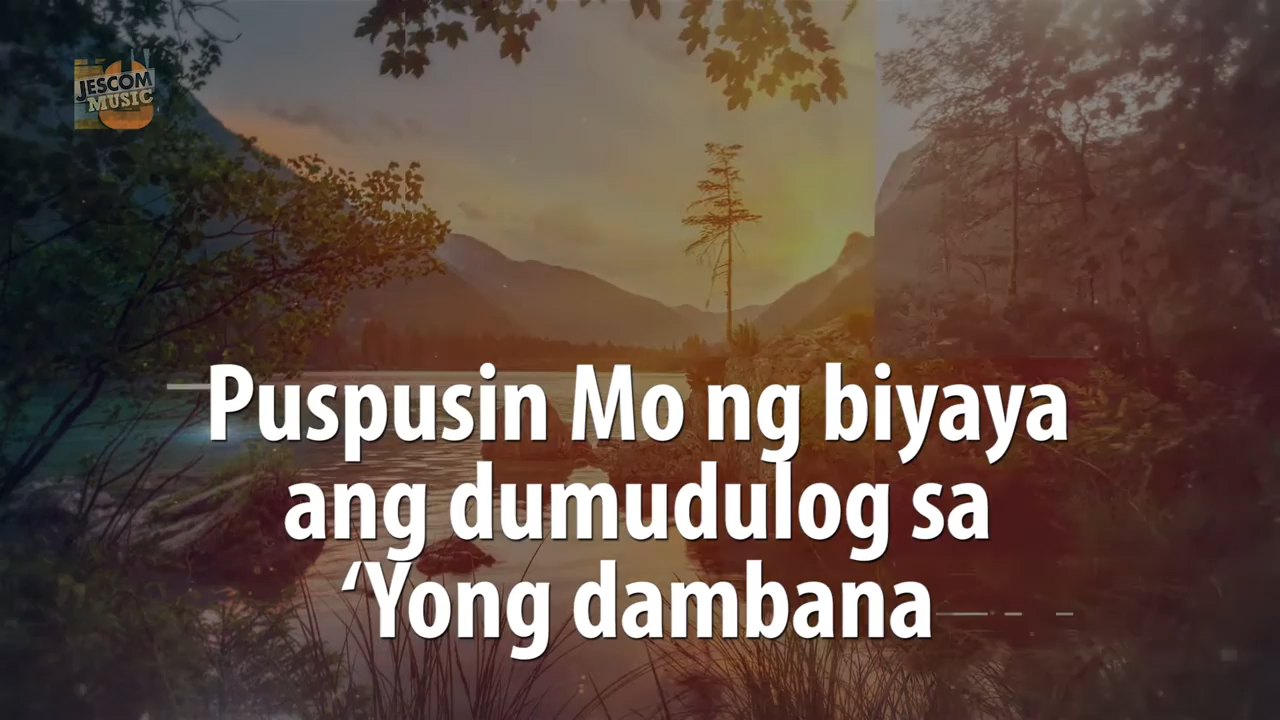 JESCOM
MUSIC
Puspusin Mo ng biyaya
ang dumudulog sa
‘Yong dambana